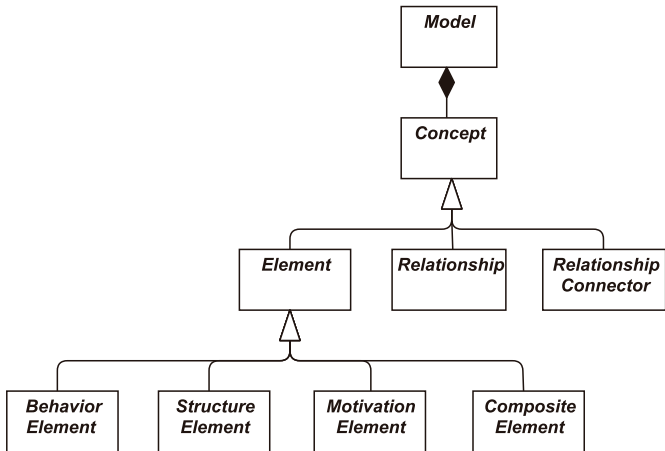 Model
Concept
Element
Relationship
Relationship
Connector
Behavior
Element
Structure
Element
Motivation
Element
Composite
Element